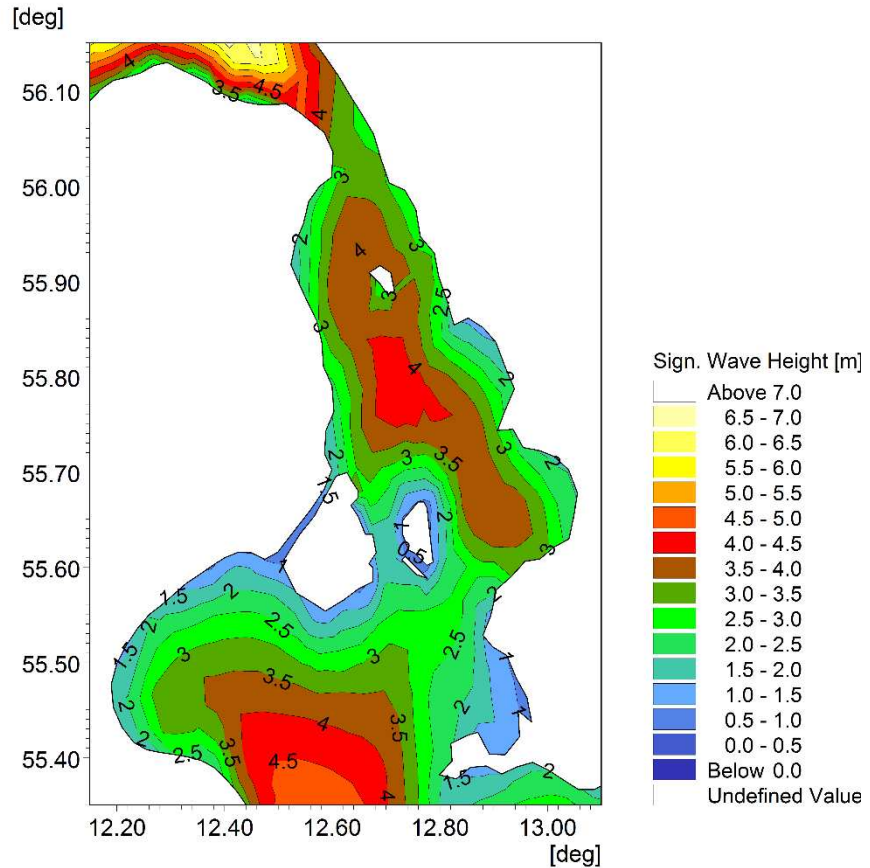 [deg]
56.10
56.00
55.90
55.80
55.70
55.60
55.50
55.40
12.20 12.40 12.60 12.80 13.00
[deg]
4
3.5
4.5
4
3
2
4
3
3
2.5
3
4
2
2
3
3.5
3
1.5
1
2
0.5
3
1
2
1.5
2
2.5
2.5
1
2
1.5
3
3
3.5
2
2
4
3.5
1
2
2.5
3.5
4.5
4
1.5
2
Sign. Wave Height [m]
Above 7.0
6.5 - 7.0
6.0 - 6.5
5.5 - 6.0
5.0 - 5.5
4.5 - 5.0
4.0 - 4.5
3.5 - 4.0
3.0 - 3.5
2.5 - 3.0
2.0 - 2.5
1.5 - 2.0
1.0 - 1.5
0.5 - 1.0
0.0 - 0.5
Below 0.0
Undefined Value